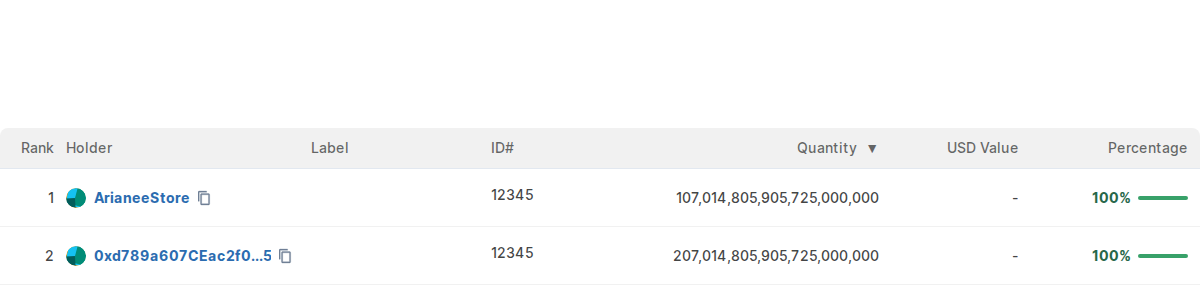 Rank Holder Label ID# Quantity ▼ USD Value Percentage
1 ArianeeStore 12345 107,014,805,905,725,000,000 - 100%
2 0xd789a607CEac2f0...5 12345 207,014,805,905,725,000,000 - 100%